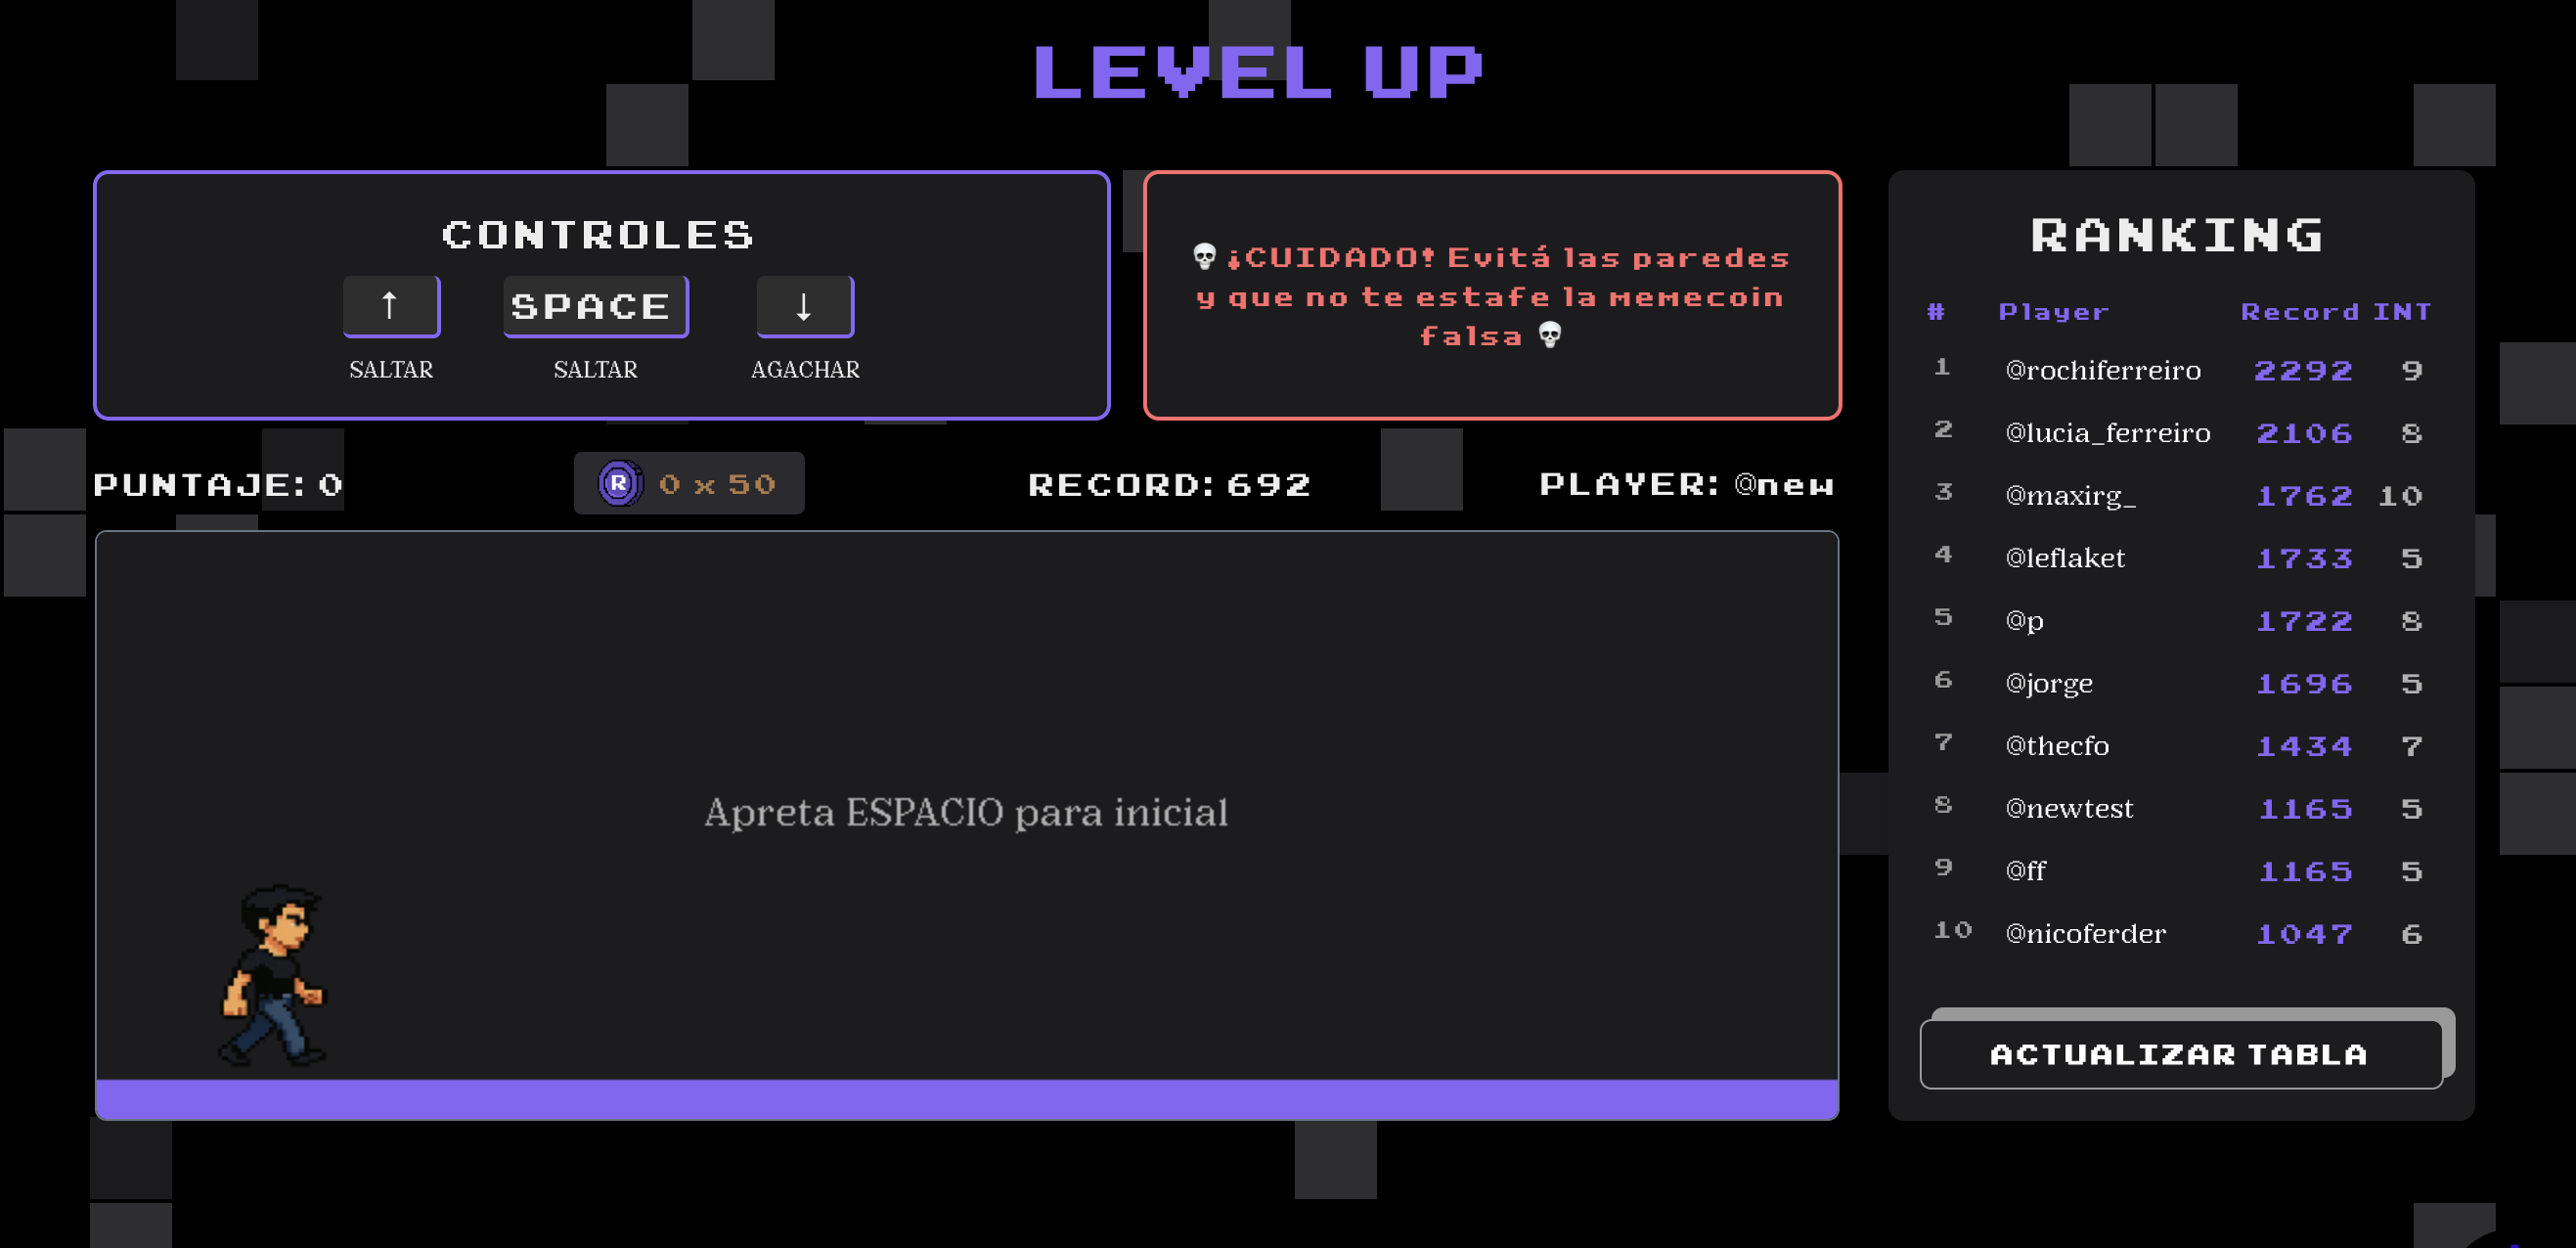 LEVEL UP
CONTROLES
↑ SPACE ↓
SALTAR SALTAR AGACHAR
💀 ¡CUIDADO! Evitá las paredes
y que no te estafe la memecoin
falsa 💀
PUNTAJE: 0
R 0 x 50
RECORD: 692
PLAYER: @new
Apreta ESPACIO para inicial
RANKING
# Player Record INT
1 @rochiferreiro 2292 9
2 @lucia_ferreiro 2106 8
3 @maxirg_ 1762 10
4 @leflaket 1733 5
5 @p 1722 8
6 @jorge 1696 5
7 @thecfo 1434 7
8 @newtest 1165 5
9 @ff 1165 5
10 @nicoferder 1047 6
ACTUALIZAR TABLA